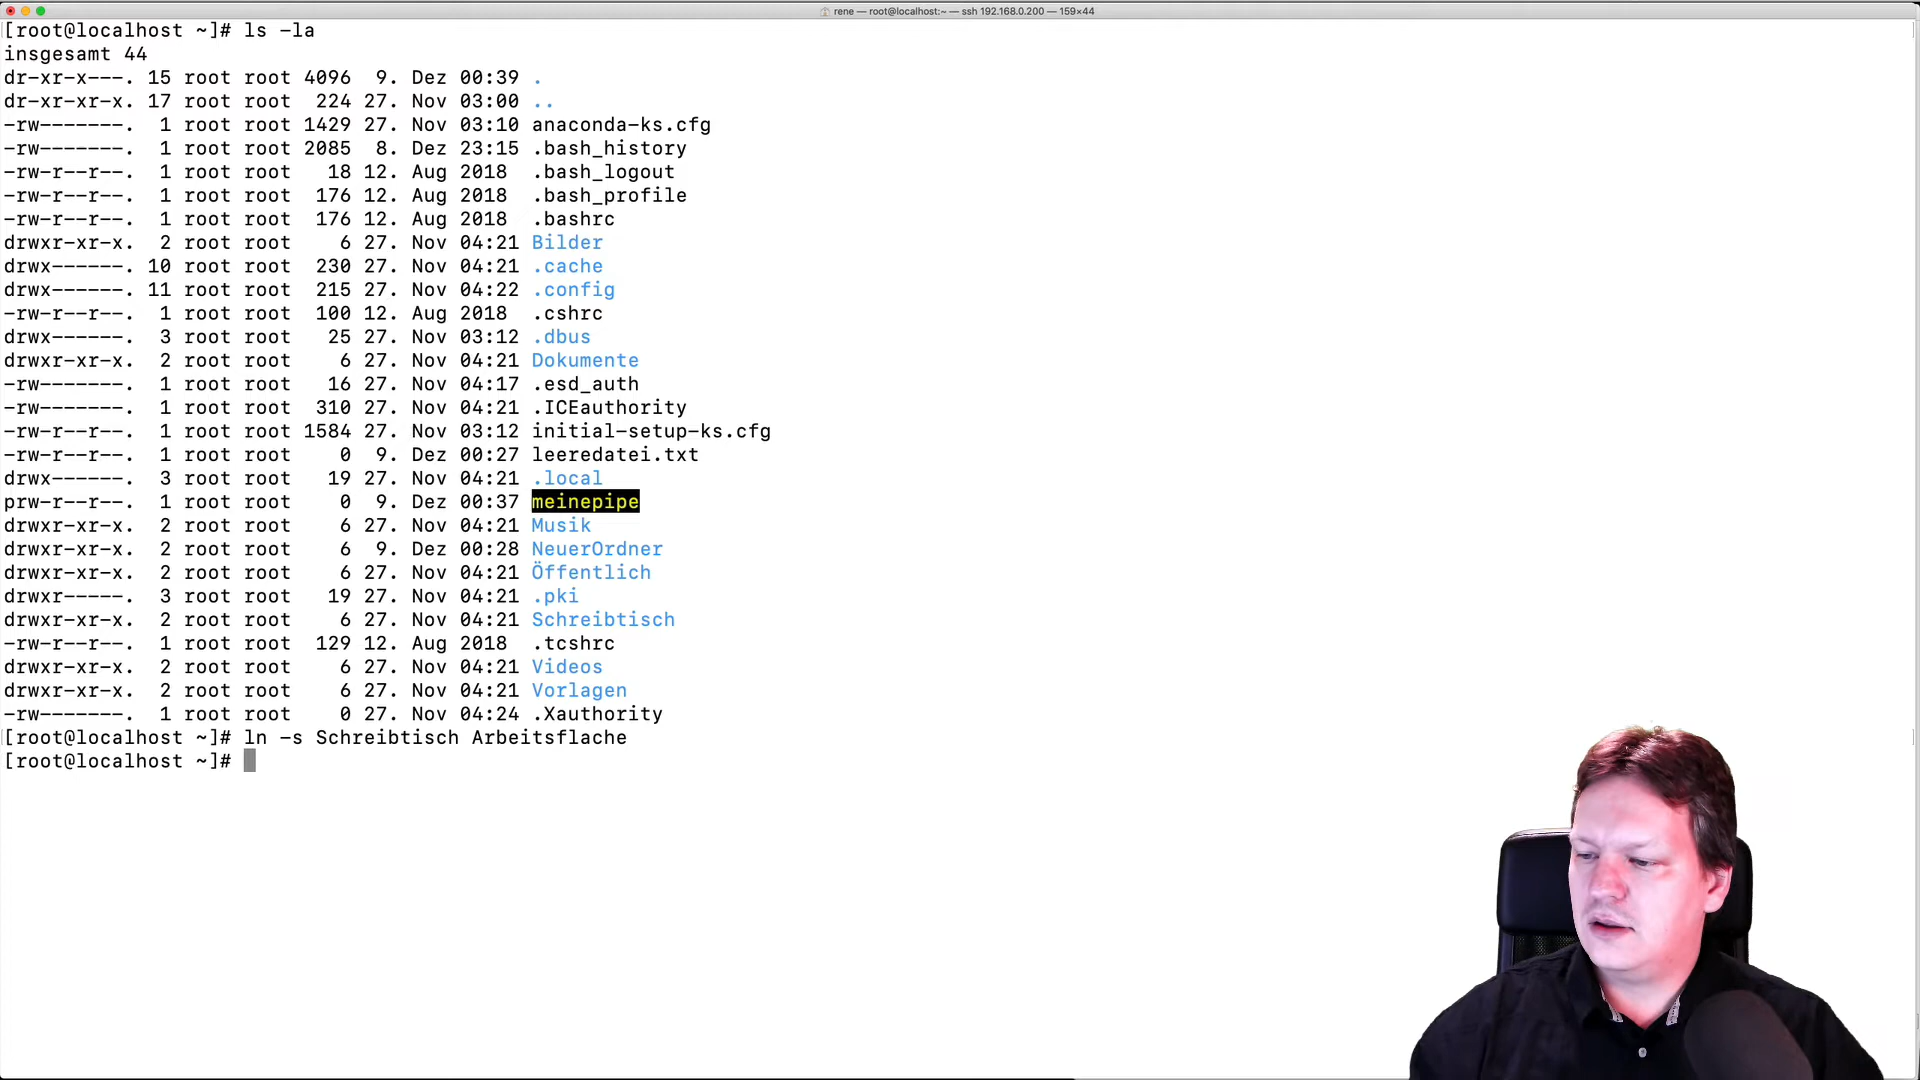 rene — root@localhost:~ — ssh 192.168.0.200 — 159×44
[root@localhost ~]# ls -la
insgesamt 44
dr-xr-x---. 15 root root 4096  9. Dez 00:39 .
dr-xr-xr-x. 17 root root  224 27. Nov 03:00 ..
-rw-------.  1 root root 1429 27. Nov 03:10 anaconda-ks.cfg
-rw-------.  1 root root 2085  8. Dez 23:15 .bash_history
-rw-r--r--.  1 root root   18 12. Aug 2018  .bash_logout
-rw-r--r--.  1 root root  176 12. Aug 2018  .bash_profile
-rw-r--r--.  1 root root  176 12. Aug 2018  .bashrc
drwxr-xr-x.  2 root root    6 27. Nov 04:21 Bilder
drwx------. 10 root root  230 27. Nov 04:21 .cache
drwx------. 11 root root  215 27. Nov 04:22 .config
-rw-r--r--.  1 root root  100 12. Aug 2018  .cshrc
drwx------.  3 root root   25 27. Nov 03:12 .dbus
drwxr-xr-x.  2 root root    6 27. Nov 04:21 Dokumente
-rw-------.  1 root root   16 27. Nov 04:17 .esd_auth
-rw-------.  1 root root  310 27. Nov 04:21 .ICEauthority
-rw-r--r--.  1 root root 1584 27. Nov 03:12 initial-setup-ks.cfg
-rw-r--r--.  1 root root    0  9. Dez 00:27 leeredatei.txt
drwx------.  3 root root   19 27. Nov 04:21 .local
prw-r--r--.  1 root root    0  9. Dez 00:37 meinepipe
drwxr-xr-x.  2 root root    6 27. Nov 04:21 Musik
drwxr-xr-x.  2 root root    6  9. Dez 00:28 NeuerOrdner
drwxr-xr-x.  2 root root    6 27. Nov 04:21 Öffentlich
drwxr-----.  3 root root   19 27. Nov 04:21 .pki
drwxr-xr-x.  2 root root    6 27. Nov 04:21 Schreibtisch
-rw-r--r--.  1 root root  129 12. Aug 2018  .tcshrc
drwxr-xr-x.  2 root root    6 27. Nov 04:21 Videos
drwxr-xr-x.  2 root root    6 27. Nov 04:21 Vorlagen
-rw-------.  1 root root    0 27. Nov 04:24 .Xauthority
[root@localhost ~]# ln -s Schreibtisch Arbeitsflache
[root@localhost ~]#